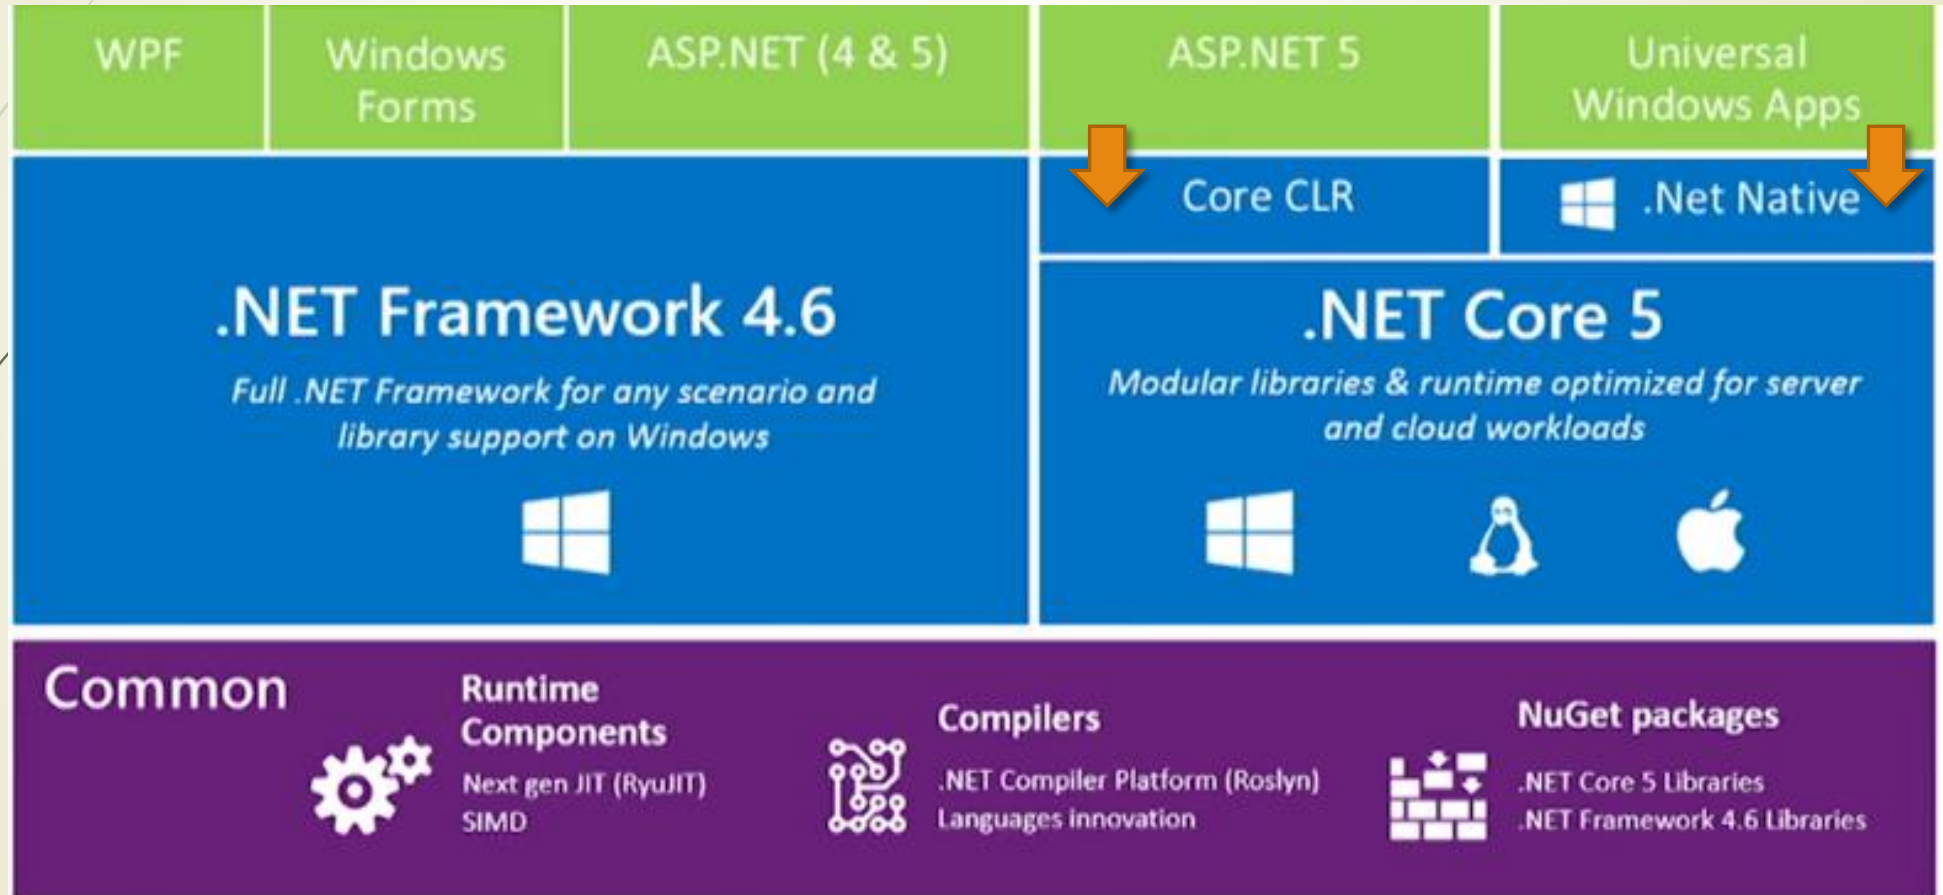 WPF
Windows
Forms
ASP.NET (4 & 5)
ASP.NET 5
Universal
Windows Apps
Core CLR
.Net Native
.NET Framework 4.6
Full .NET Framework for any scenario and
library support on Windows
.NET Core 5
Modular libraries & runtime optimized for server
and cloud workloads
Common
Runtime
Components
Next gen JIT (RyuJIT)
SIMD
Compilers
.NET Compiler Platform (Roslyn)
Languages innovation
NuGet packages
.NET Core 5 Libraries
.NET Framework 4.6 Libraries